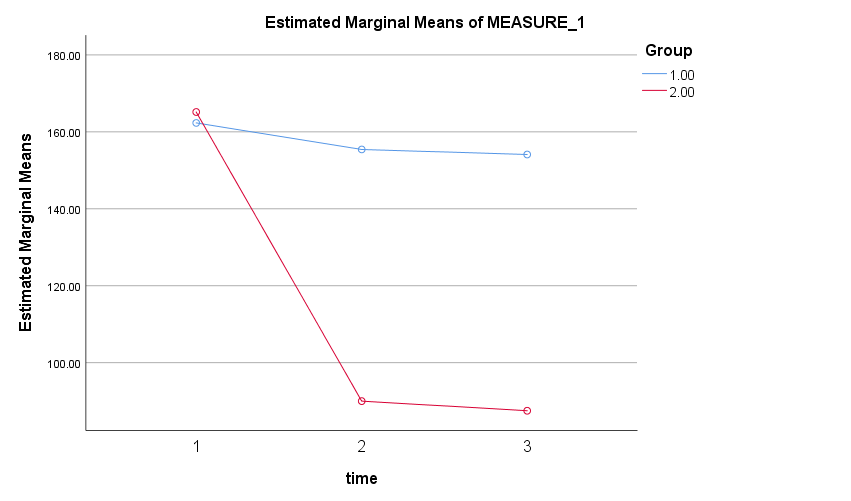 Estimated Marginal Means of MEASURE_1
Group
1.00
2.00
Estimated Marginal Means
180.00
160.00
140.00
120.00
100.00
1 2 3
time